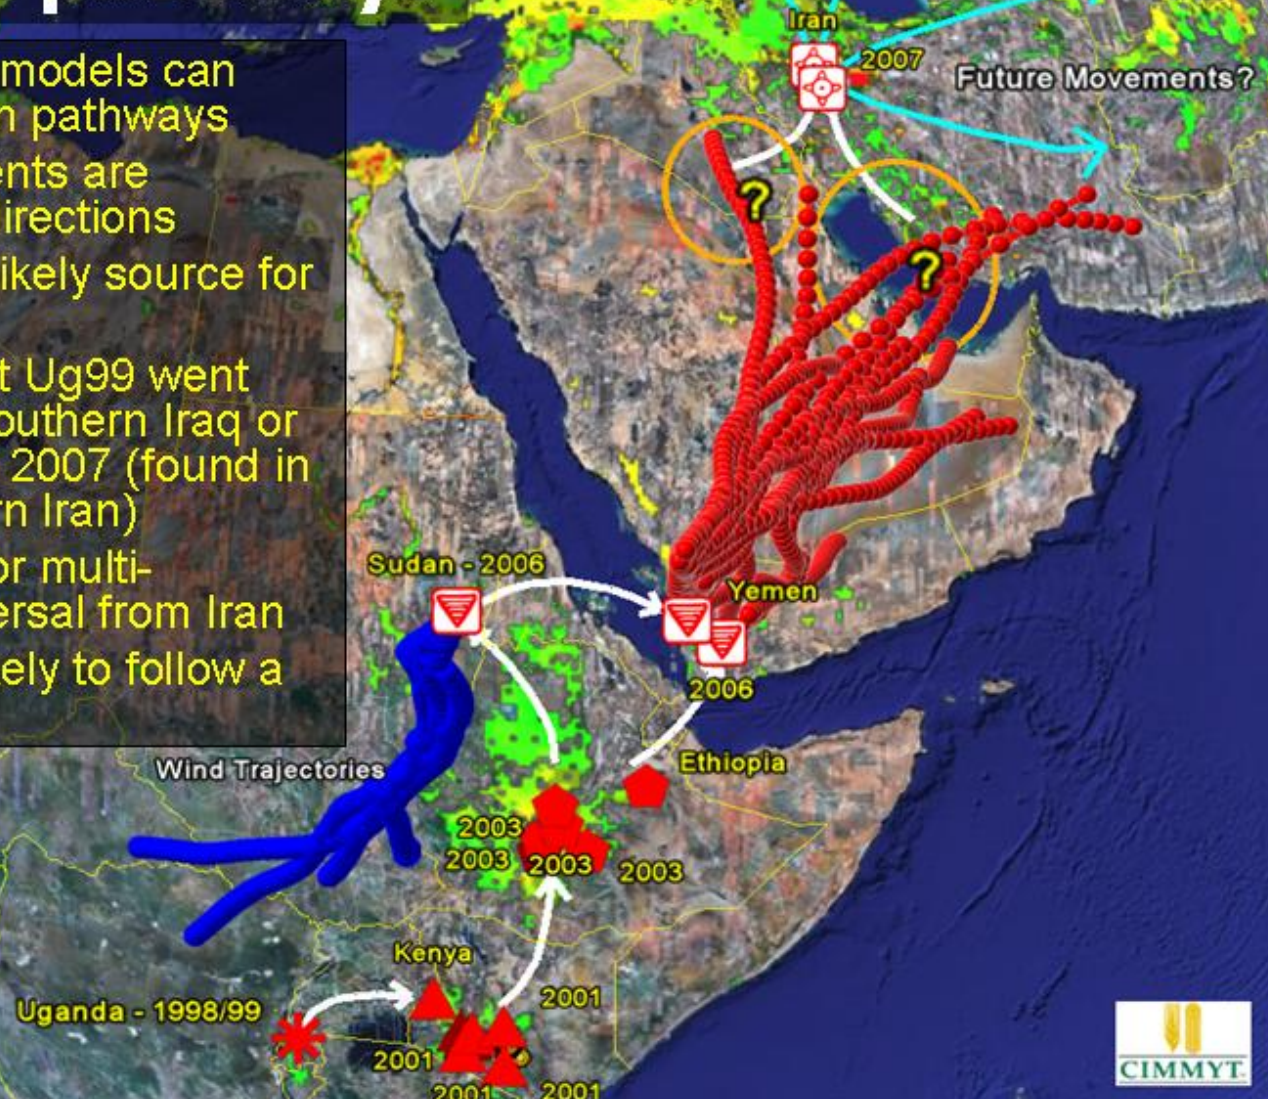 models can
pathways
ents are
irections
ikely source for
t Ug99 went
outhern Iraq or
2007 (found in
rn Iran)
or multi-
ersal from Iran
ely to follow a
Iran
2007
Future Movements?
?
?
Sudan - 2006
Yemen
2006
Wind Trajectories
Ethiopia
2003
2003
2003
2003
Kenya
2001
Uganda - 1998/99
2001
2001
2001
CIMMYT